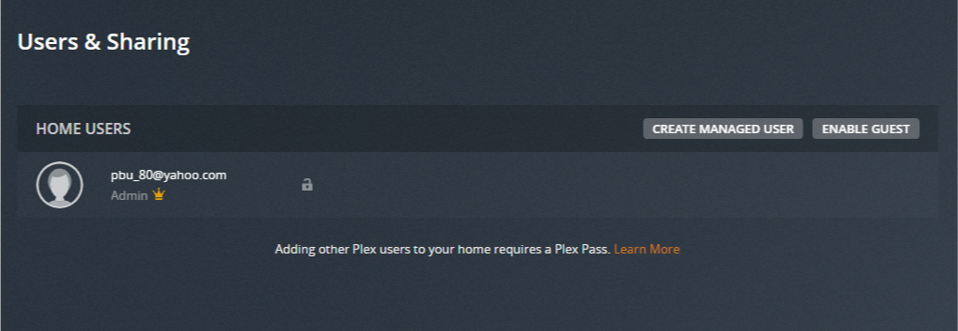 Users & Sharing
HOME USERS CREATE MANAGED USER ENABLE GUEST
pbu_80@yahoo.com
Admin
Adding other Plex users to your home requires a Plex Pass. Learn More